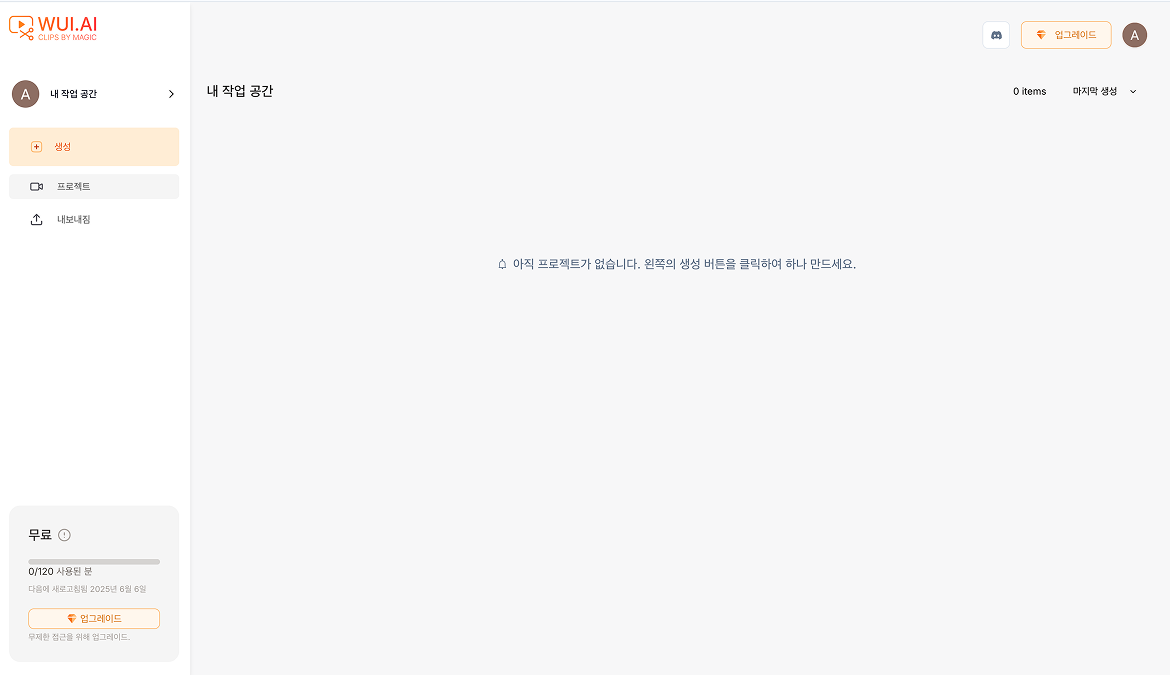 WUI.AI
CLIPS BY MAGIC
A 내 작업 공간
생성
프로젝트
내보내짐
무료
0/120 사용된 분
다음에 새로고침됨 2025년 6월 6일
업그레이드
무제한 접근을 위해 업그레이드.
업그레이드 A
내 작업 공간 0 items 마지막 생성
아직 프로젝트가 없습니다. 왼쪽의 생성 버튼을 클릭하여 하나 만드세요.